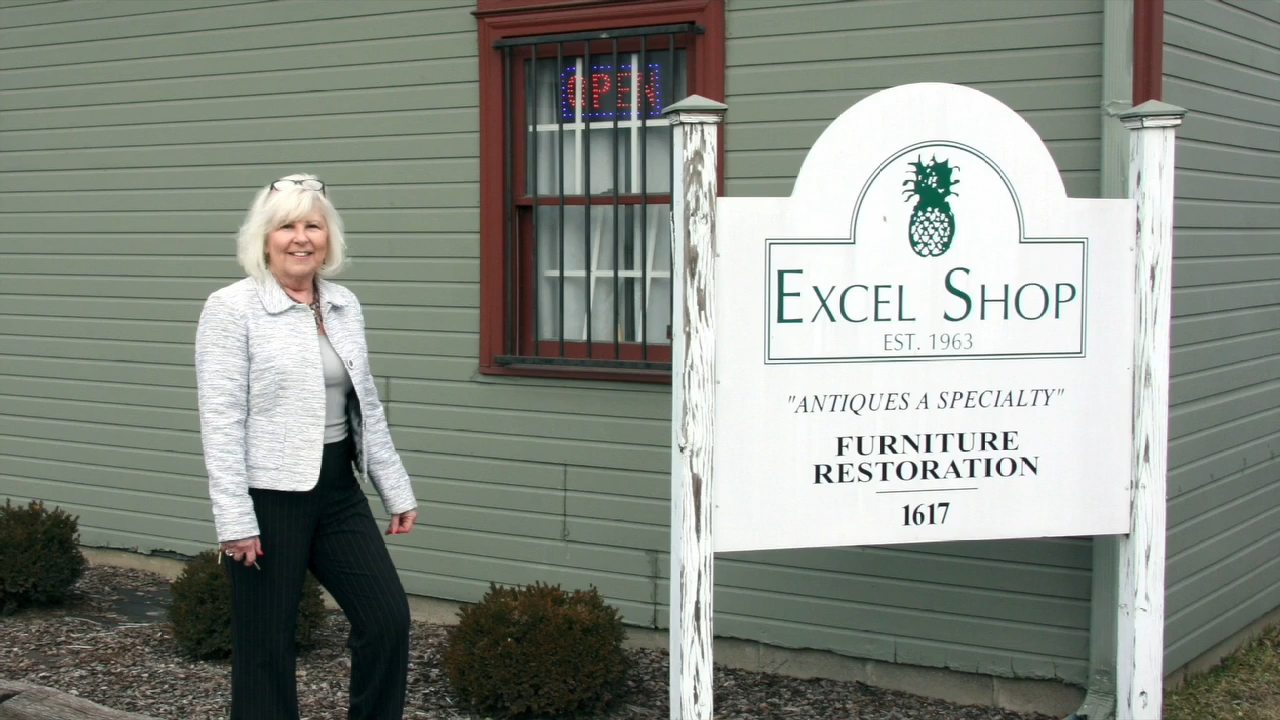 OPEN
EXCEL SHOP
EST. 1963
"ANTIQUES A SPECIALTY"
FURNITURE
RESTORATION
1617